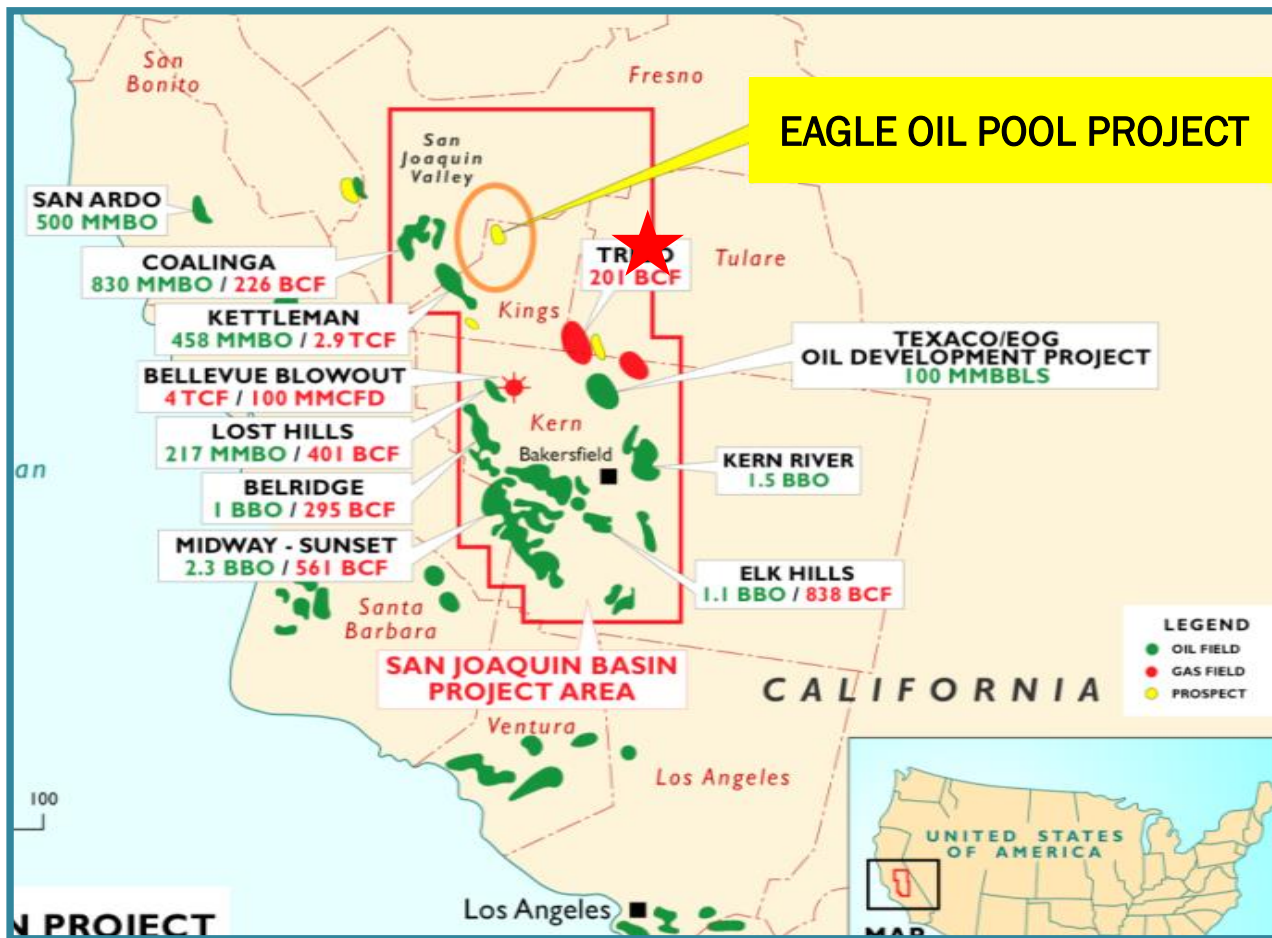 San
Bonito
Fresno
EAGLE OIL POOL PROJECT
San
Joaquin
Valley
SAN ARDO
500 MMBO
COALINGA
830 MMBO / 226 BCF
TR
201 BCF
Tulare
KETTLEMAN
458 MMBO / 2.9 TCF
Kings
TEXACO/EOG
OIL DEVELOPMENT PROJECT
100 MMBBLS
BELLEVUE BLOWOUT
4 TCF / 100 MMCFD
LOST HILLS
217 MMBO / 401 BCF
Kern
Bakersfield
an
KERN RIVER
1.5 BBO
BELRIDGE
1 BBO / 295 BCF
MIDWAY - SUNSET
2.3 BBO / 561 BCF
ELK HILLS
1.1 BBO / 838 BCF
Santa
Barbara
LEGEND
OIL FIELD
GAS FIELD
PROSPECT
SAN JOAQUIN BASIN
PROJECT AREA
CALIFORNIA
Ventura
Los Angeles
100
UNITED STATES
OF AMERICA
Los Angeles
N PROJECT
MAP